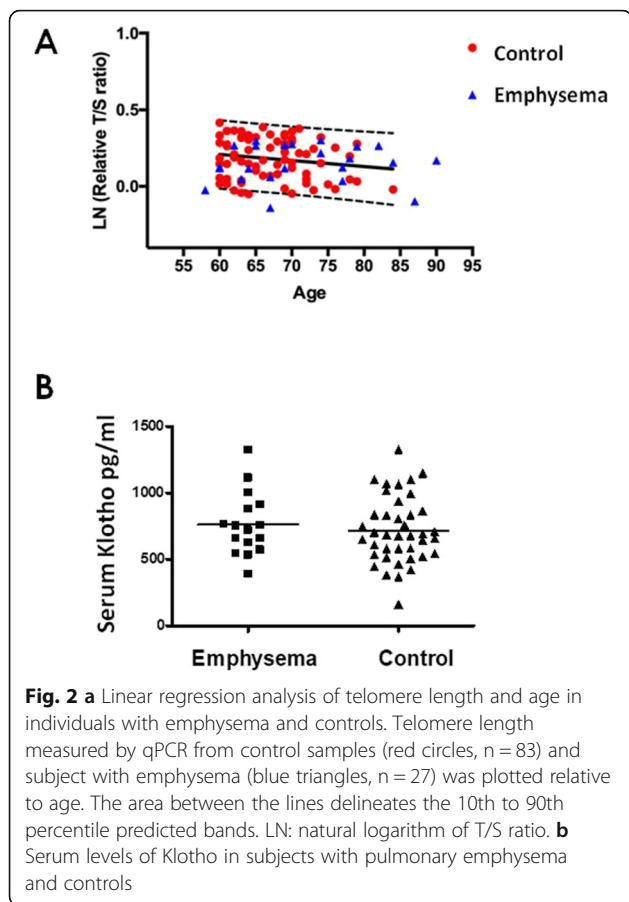 A
1.0
0.5
0.0
LN (Relative T/S ratio)
55 60 65 70 75 80 85 90 95
Age
Control
Emphysema
B
1500
1000
500
0
Serum Klotho pg/ml
Emphysema Control
Fig. 2 a Linear regression analysis of telomere length and age in
individuals with emphysema and controls. Telomere length
measured by qPCR from control samples (red circles, n = 83) and
subject with emphysema (blue triangles, n = 27) was plotted relative
to age. The area between the lines delineates the 10th to 90th
percentile predicted bands. LN: natural logarithm of T/S ratio. b
Serum levels of Klotho in subjects with pulmonary emphysema
and controls